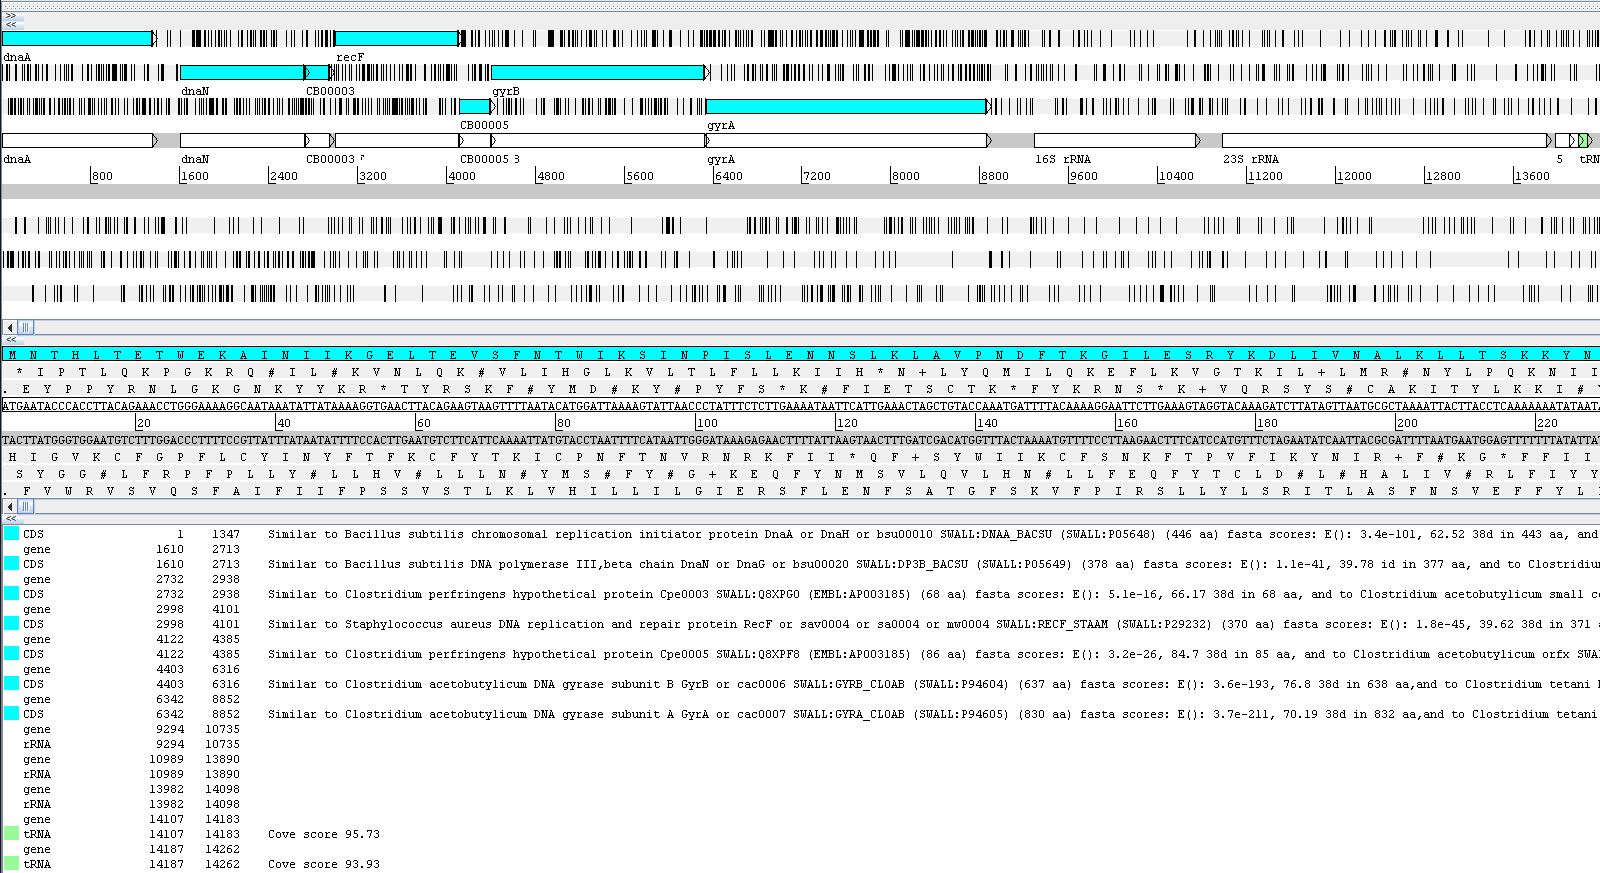 >>
<<
dnaA recF
dnaN CB00003 gyrB
CB00005 gyrA
dnaA dnaN CB00003 CB00005 3 gyrA 16S rRNA 23S rRNA 5 tRN
800 1600 2400 3200 4000 4800 5600 6400 7200 8000 8800 9600 10400 11200 12000 12800 13600
<<
M N T H L T E T W E K A I N I I K G E L T E V S F N T W I K S I N P I S L E N N S L K L A V P N D F T K G I L E S R Y K D L I V N A L K L L T S K K Y N
* I P T L Q K P G K R Q # I L # K V N L Q K # V L I H G L K V L T L F L L K I I H * N + L Y Q M I L Q K E F L K V G T K I L + L M R # N Y L P Q K N I I
. E Y P P Y R N L G K G N K Y Y K R * T Y R S K F # Y M D # K Y # P Y F S * K # F I E T S C T K * F Y K R N S * K + V Q R S Y S # C A K I T Y L K K I # Y
ATGAATACCCACCTTACAGAAACCTGGGAAAAGGCAATAAATATTATAAAAGGTGAACTTACAGAAGTAAGTTTTAATACATGGATTAAAAGTATTAACCCTATTTCTCTTGAAAATAATTCATTGAAACTAGCTGTACCAAATGATTTTACAAAAGGAATTCTTGAAAGTAGGTACAAAGATCTTATAGTTAATGCGCTAAAATTACTTACCTCAAAAAAATATAATA
20 40 60 80 100 120 140 160 180 200 220
TACTTATGGGTGGAATGTCTTTGGACCCTTTTCCGTTATTTATAATATTTTCCACTTGAATGTCTTCATTCAAAATTATGTACCTAATTTTCATAATTGGGATAAAGAGAACTTTTATTAAGTAACTTTGATCGACATGGTTTACTAAAATGTTTTCCTTAAGAACTTTCATCCATGTTTCTAGAATATCAATTACGCGATTTTAATGAATGGAGTTTTTTTATATTAT
H I G V K C F G P F L C Y I N Y F T F K C F Y T K I C P N F T N V R N R K F I I * Q F + S Y W I I K C F S N K F T P V F I K Y N I R + F # K G * F F I I
S Y G G # L F R P F P L L Y # L L H V # L L L N # Y M S # F Y # G + K E Q F Y N M S V L Q V L H N # L L F E Q F Y T C L D # L # H A L I V # R L F I Y Y
. F V W R V S V Q S F A I F I I F P S S V S T L K L V H I L L I L G I E R S F L E N F S A T G F S K V F P I R S L L Y L S R I T L A S F N S V E F F Y L I
<<
CDS 1 1347 Similar to Bacillus subtilis chromosomal replication initiator protein DnaA or DnaH or bsu00010 SWALL:DNAA_BACSU (SWALL:P05648) (446 aa) fasta scores: E(): 3.4e-101, 62.52 38d in 443 aa, and
gene 1610 2713
CDS 1610 2713 Similar to Bacillus subtilis DNA polymerase III,beta chain DnaN or DnaG or bsu00020 SWALL:DP3B_BACSU (SWALL:P05649) (378 aa) fasta scores: E(): 1.1e-41, 39.78 id in 377 aa, and to Clostridium
gene 2732 2938
CDS 2732 2938 Similar to Clostridium perfringens hypothetical protein Cpe0003 SWALL:Q8XPG0 (EMBL:AP003185) (68 aa) fasta scores: E(): 5.1e-16, 66.17 38d in 68 aa, and to Clostridium acetobutylicum small co
gene 2998 4101
CDS 2998 4101 Similar to Staphylococcus aureus DNA replication and repair protein RecF or sav0004 or sa0004 or mw0004 SWALL:RECF_STAAM (SWALL:P29232) (370 aa) fasta scores: E(): 1.8e-45, 39.62 38d in 371
gene 4122 4385
CDS 4122 4385 Similar to Clostridium perfringens hypothetical protein Cpe0005 SWALL:Q8XPF8 (EMBL:AP003185) (86 aa) fasta scores: E(): 3.2e-26, 84.7 38d in 85 aa, and to Clostridium acetobutylicum orfx SWA
gene 4403 6316
CDS 4403 6316 Similar to Clostridium acetobutylicum DNA gyrase subunit B GyrB or cac0006 SWALL:GYRB_CLOAB (SWALL:P94604) (637 aa) fasta scores: E(): 3.6e-193, 76.8 38d in 638 aa,and to Clostridium tetani
gene 6342 8852
CDS 6342 8852 Similar to Clostridium acetobutylicum DNA gyrase subunit A GyrA or cac0007 SWALL:GYRA_CLOAB (SWALL:P94605) (830 aa) fasta scores: E(): 3.7e-211, 70.19 38d in 832 aa,and to Clostridium tetani
gene 9294 10735
rRNA 9294 10735
gene 10989 13890
rRNA 10989 13890
gene 13982 14098
rRNA 13982 14098
gene 14107 14183
tRNA 14107 14183 Cove score 95.73
gene 14187 14262
tRNA 14187 14262 Cove score 93.93